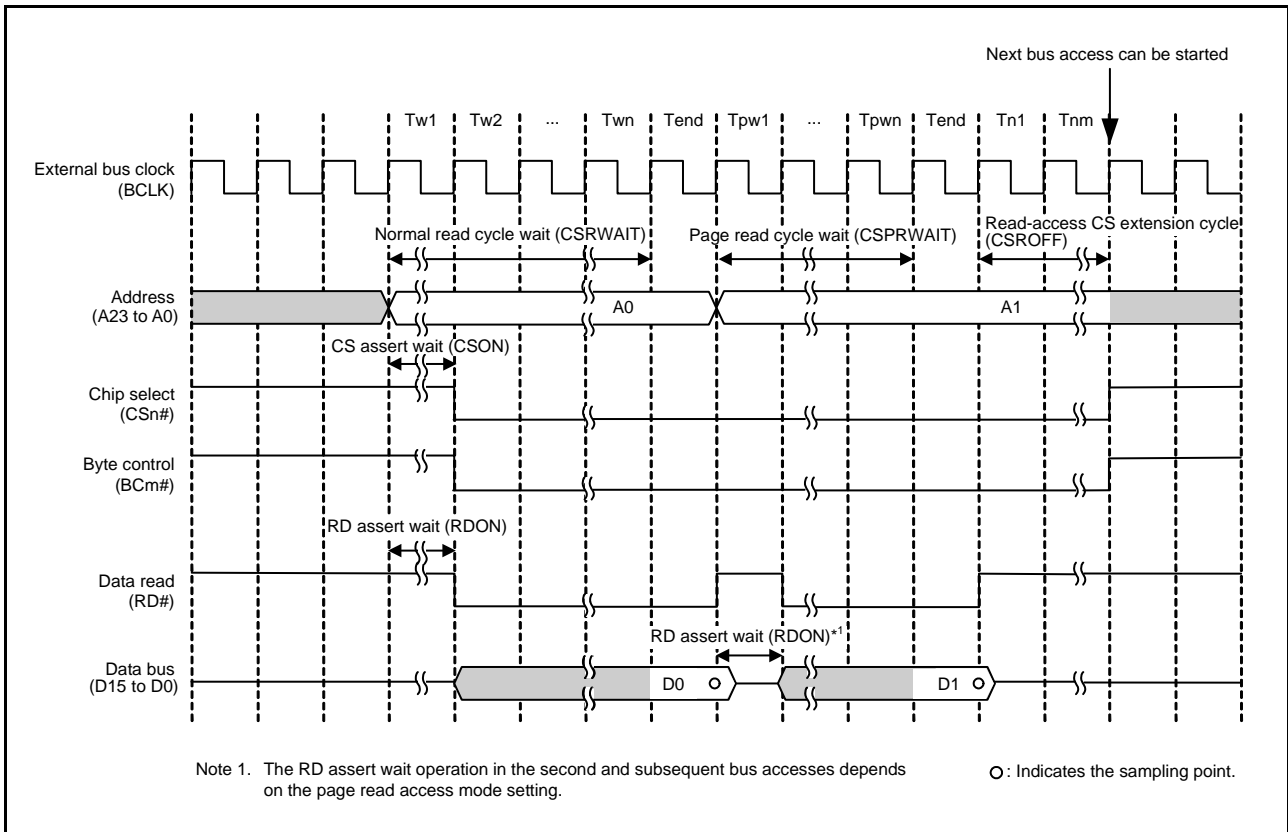 Next bus access can be started
Tw1 Tw2 ... Twn Tend Tpw1 ... Tpwn Tend Tn1 Tnm
External bus clock
(BCLK)
Normal read cycle wait (CSRWAIT)
Page read cycle wait (CSPRWAIT)
Read-access CS extension cycle
(CSROFF)
Address
(A23 to A0)
A0
A1
CS assert wait (CSON)
Chip select
(CSn#)
Byte control
(BCm#)
RD assert wait (RDON)
Data read
(RD#)
RD assert wait (RDON)*1
Data bus
(D15 to D0)
D0
D1
Note 1. The RD assert wait operation in the second and subsequent bus accesses depends
on the page read access mode setting.
: Indicates the sampling point.